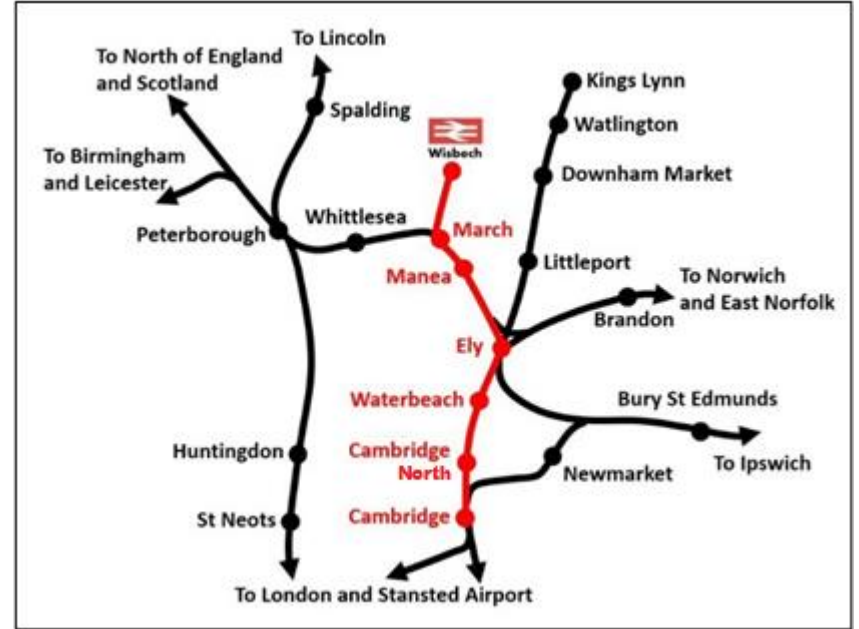 To Lincoln
To North of England
and Scotland
Kings Lynn
Spalding
Watlington
Wisbech
To Birmingham
and Leicester
Downham Market
Whittlesea
March
Peterborough
Manea
Littleport
To Norwich
and East Norfolk
Brandon
Ely
Waterbeach
Bury St Edmunds
Huntingdon
Cambridge
North
Newmarket
To Ipswich
St Neots
Cambridge
To London and Stansted Airport